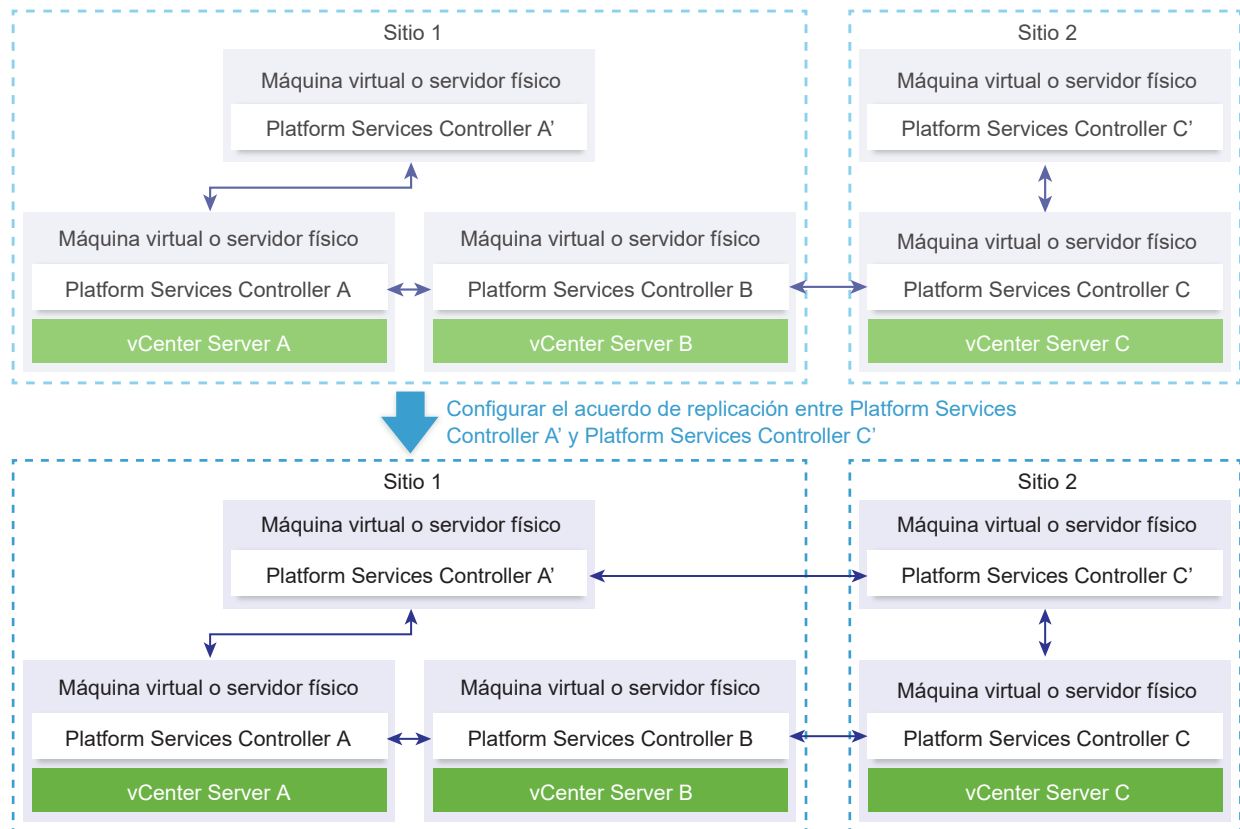 Sitio 1
Sitio 2
Máquina virtual o servidor físico
Máquina virtual o servidor físico
Platform Services Controller A’
Platform Services Controller C’
Máquina virtual o servidor físico
Máquina virtual o servidor físico
Máquina virtual o servidor físico
Platform Services Controller A
Platform Services Controller B
Platform Services Controller C
vCenter Server A
vCenter Server B
vCenter Server C
Configurar el acuerdo de replicación entre Platform Services
Controller A’ y Platform Services Controller C’
Sitio 1
Sitio 2
Máquina virtual o servidor físico
Máquina virtual o servidor físico
Platform Services Controller A’
Platform Services Controller C’
Máquina virtual o servidor físico
Máquina virtual o servidor físico
Máquina virtual o servidor físico
Platform Services Controller A
Platform Services Controller B
Platform Services Controller C
vCenter Server A
vCenter Server B
vCenter Server C